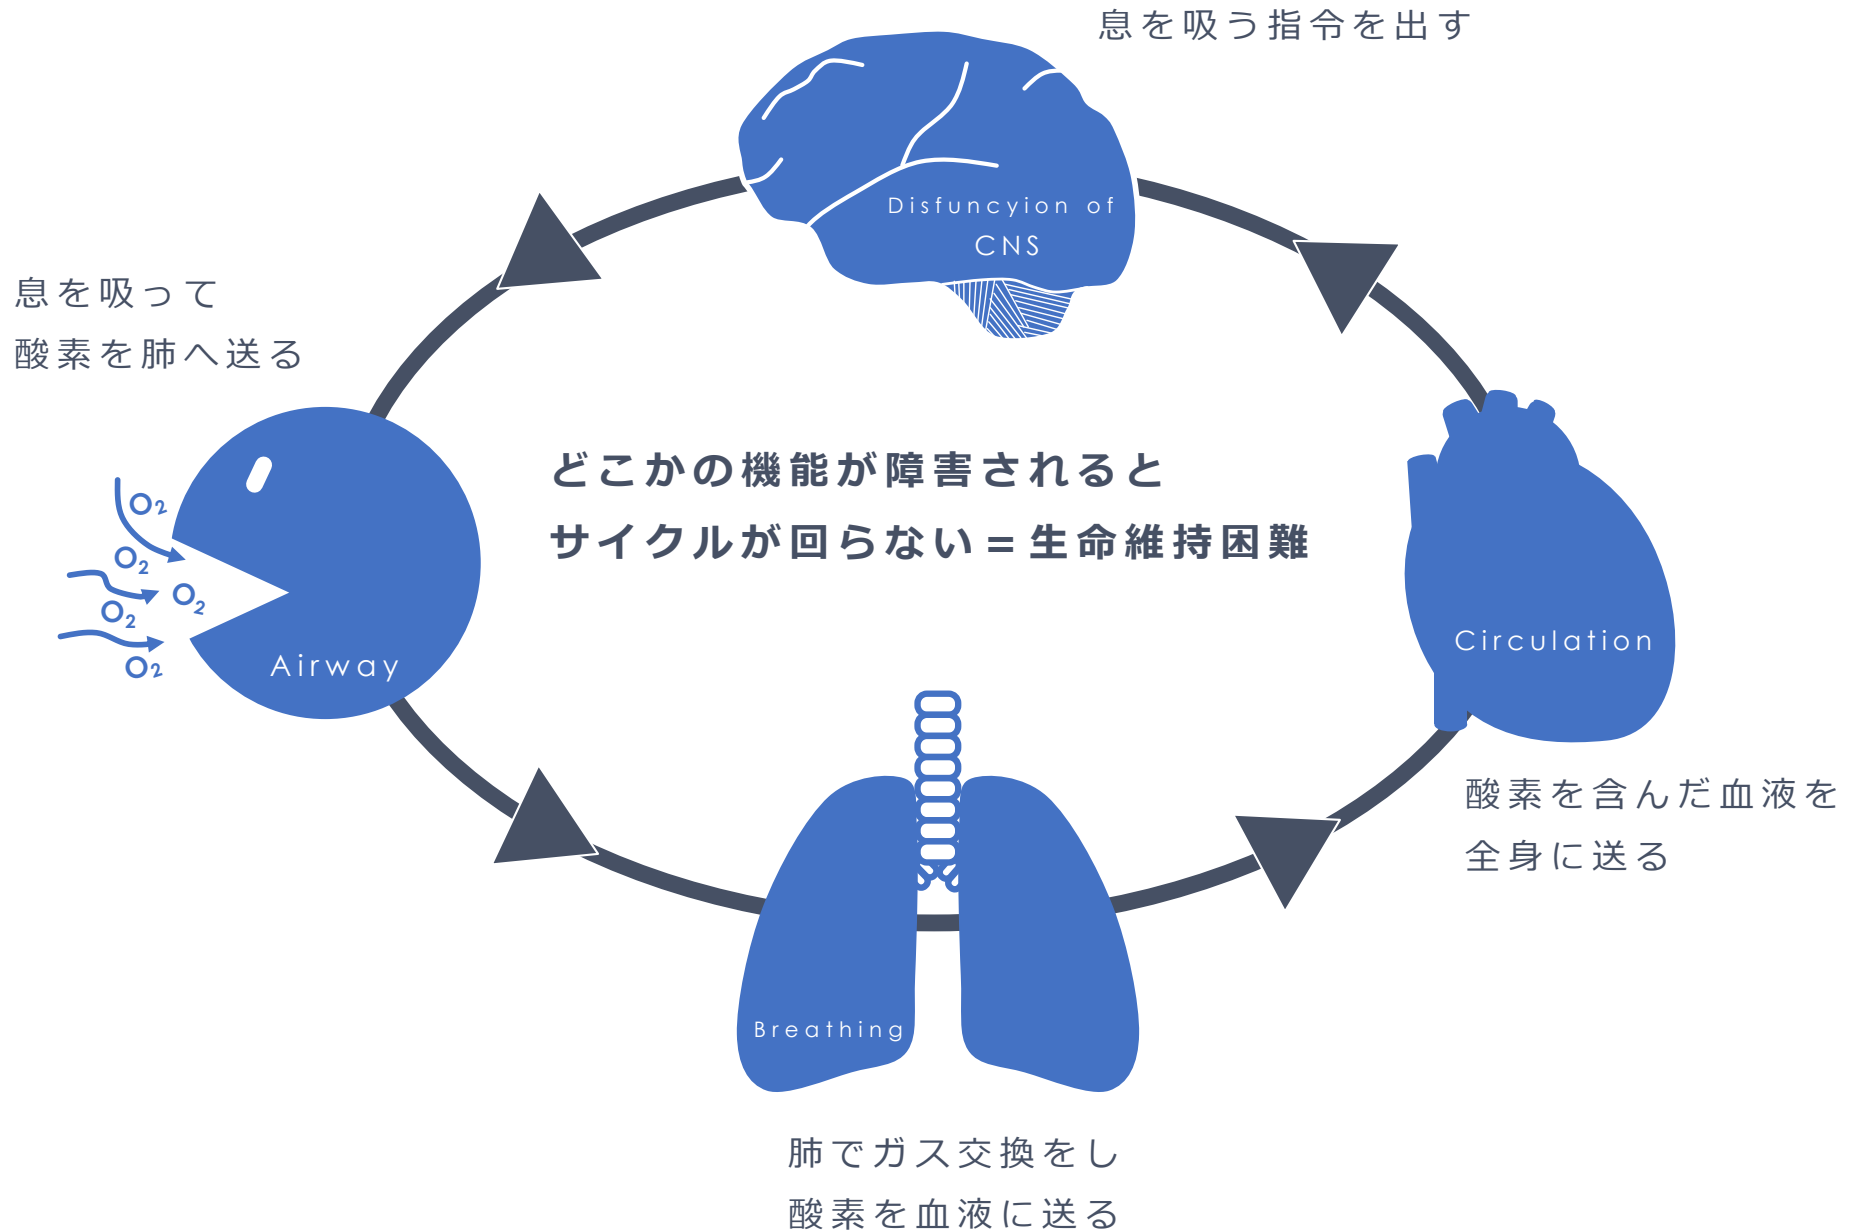 息を吸う指令を出す
Disfuncyion of
CNS
息を吸って
酸素を肺へ送る
どこかの機能が障害されると
サイクルが回らない=生命維持困難
O2
O2
O2
O2
O2
Airway
Circulation
酸素を含んだ血液を
全身に送る
Breathing
肺でガス交換をし
酸素を血液に送る